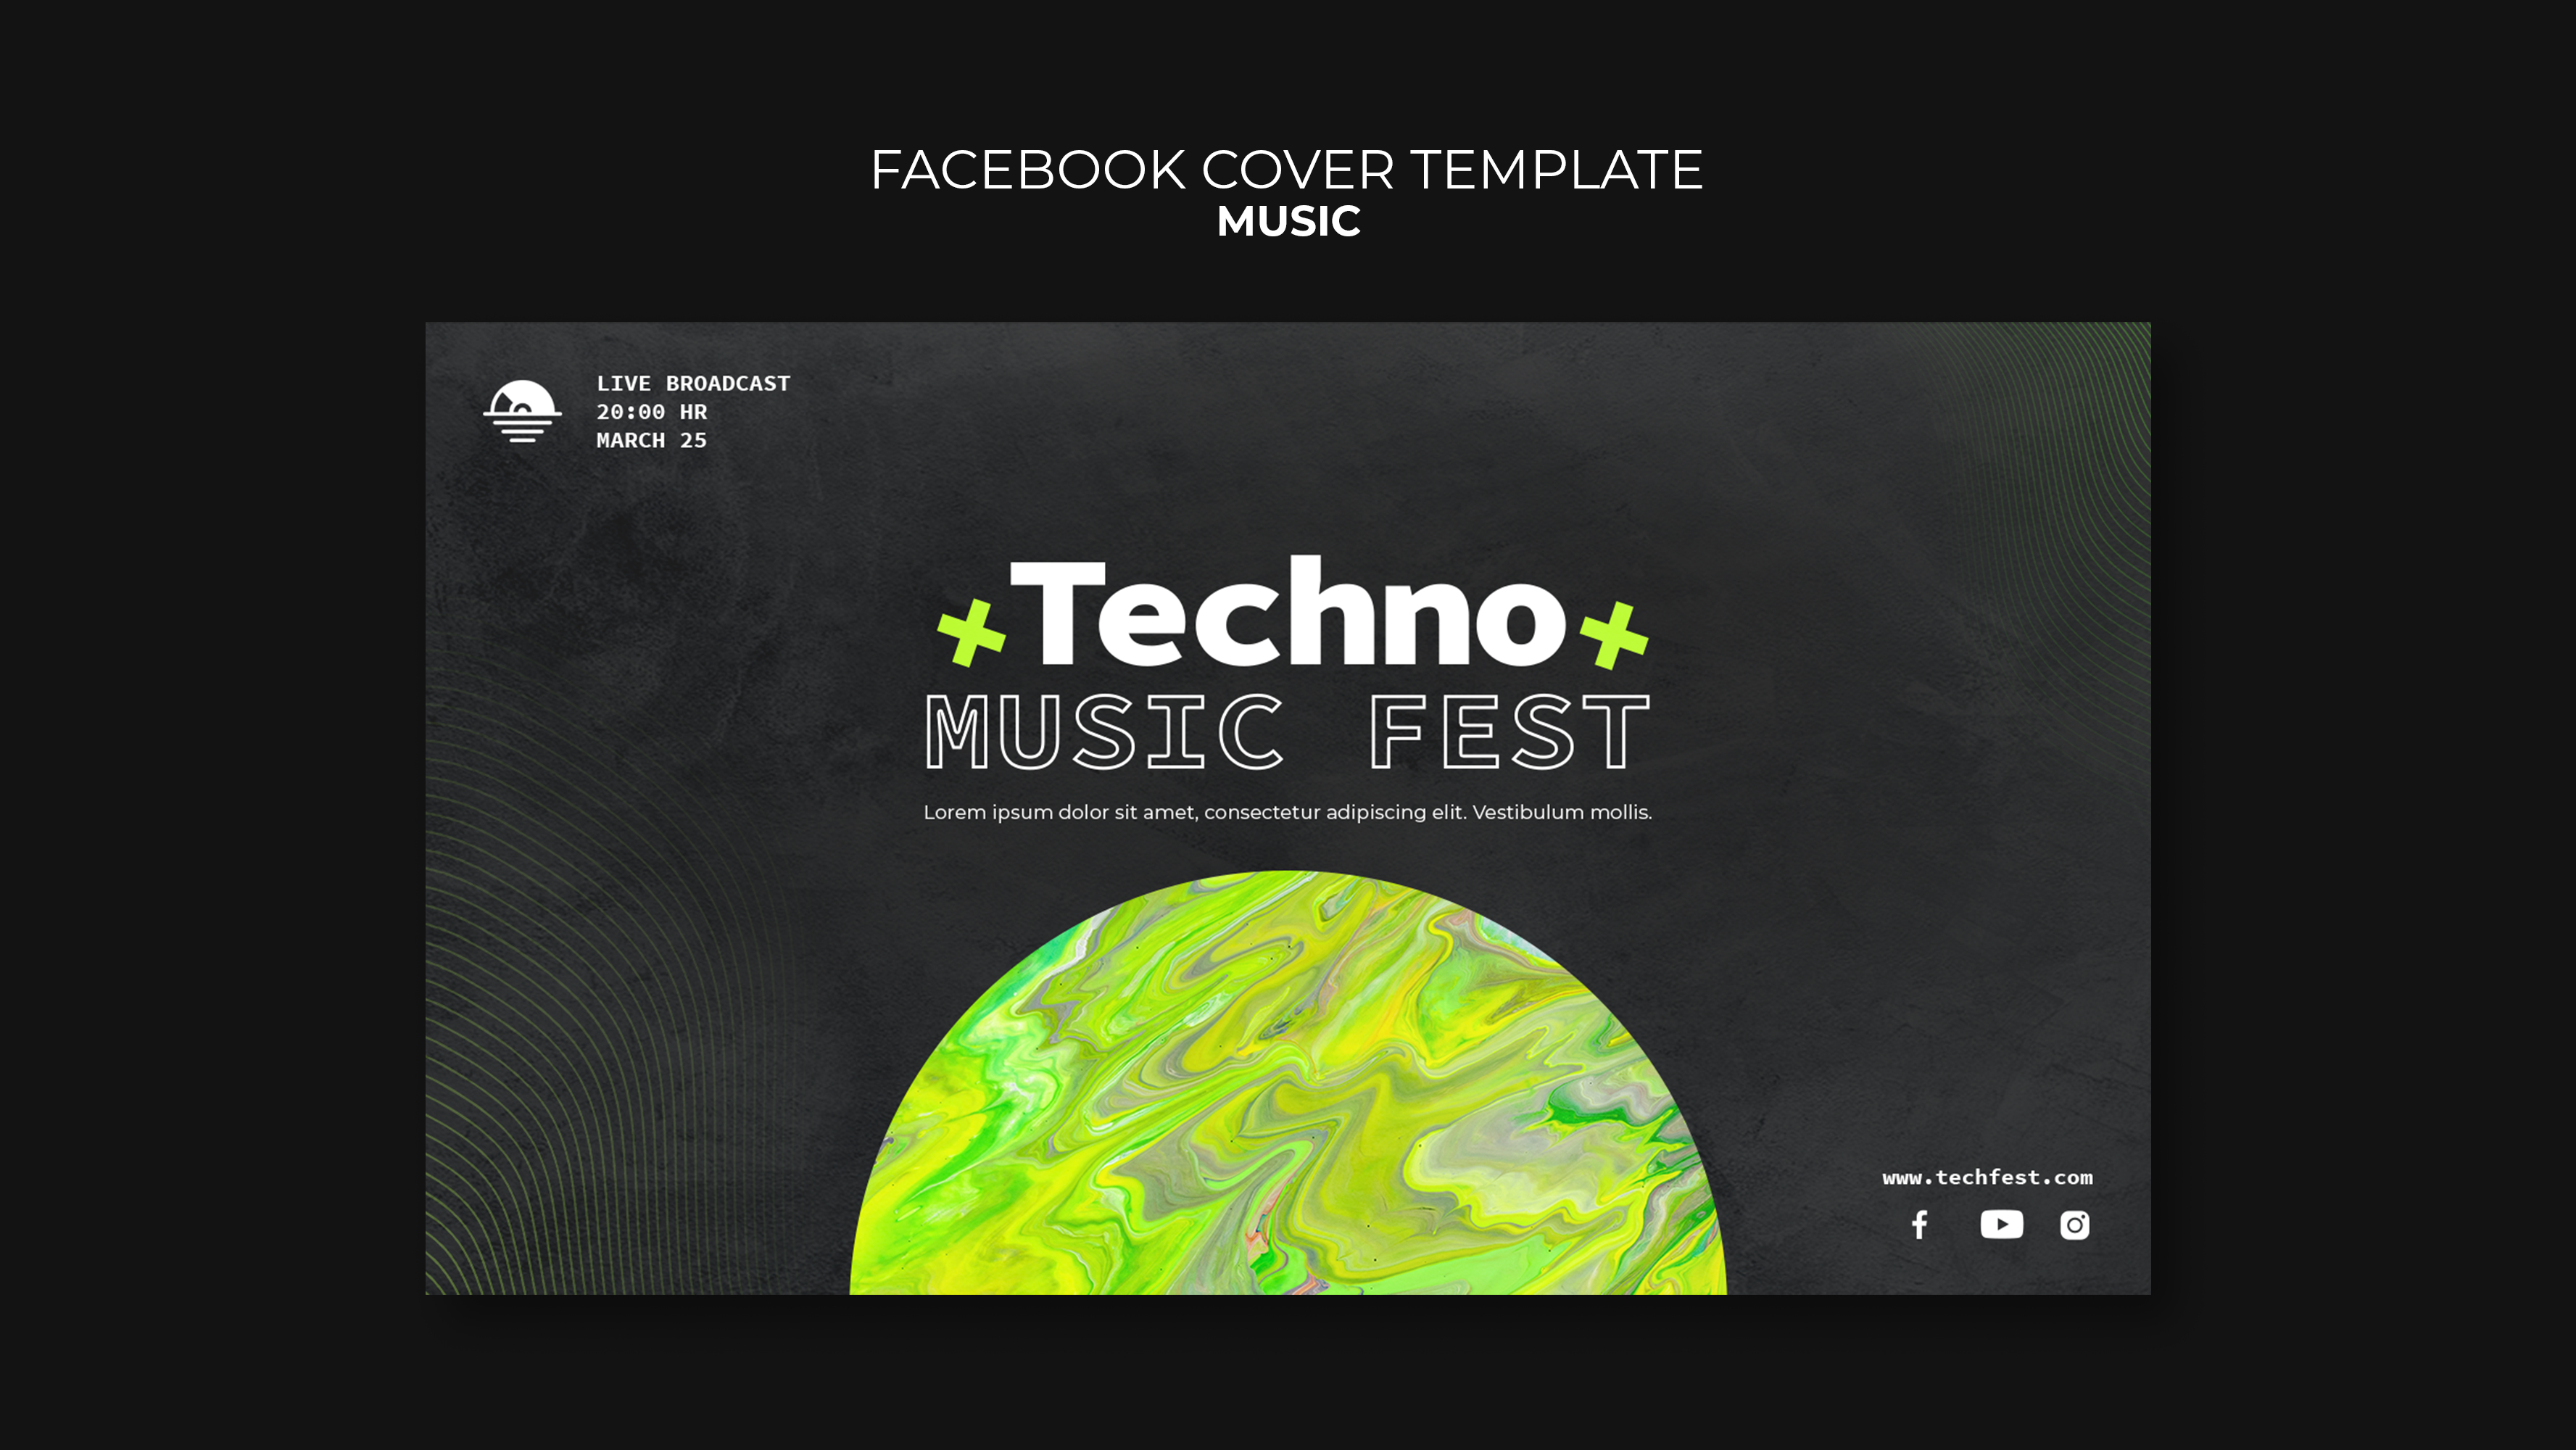 FACEBOOK COVER TEMPLATE
MUSIC
LIVE BROADCAST
20:00 HR
MARCH 25
+Techno+
MUSIC FEST
Lorem ipsum dolor sit amet, consectetur adipiscing elit. Vestibulum mollis.
www.techfest.com